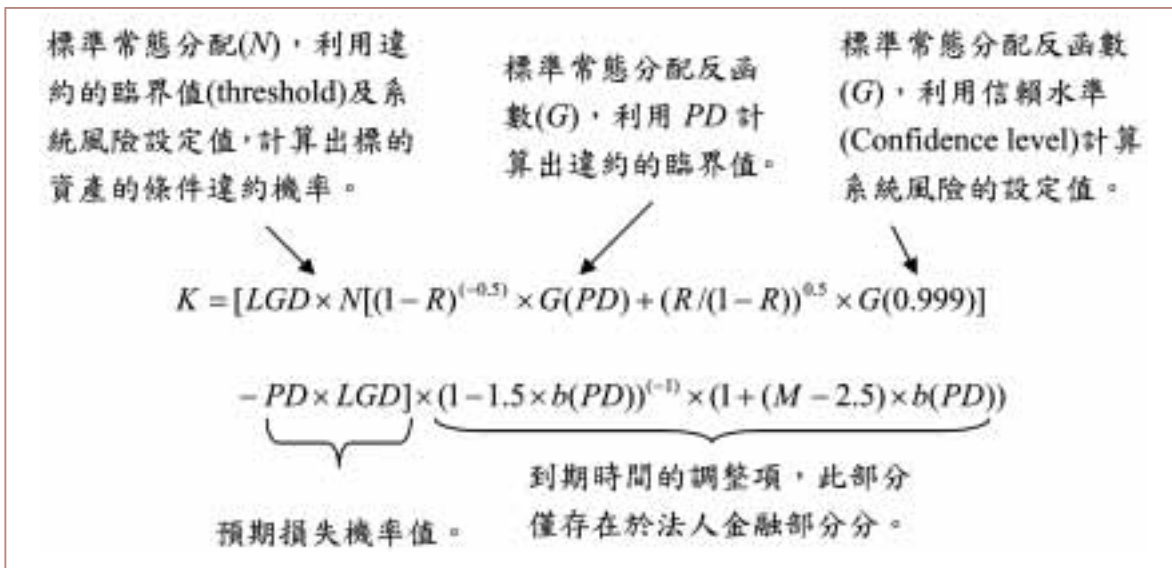 標準常態分配(N)，利用違
約的臨界值(threshold)及系
統風險設定值，計算出標的
資產的條件違約機率。
標準常態分配反函
數(G)，利用 PD 計
算出違約的臨界值。
標準常態分配反函數
(G)，利用信賴水準
(Confidence level)計算
系統風險的設定值。
K = [LGD × N[(1 − R)^(−0.5) × G(PD) + (R/(1 − R))^0.5 × G(0.999)]
− PD × LGD] × (1 − 1.5 × b(PD))^(−1) × (1 + (M − 2.5) × b(PD))
預期損失機率值。
到期時間的調整項，此部分
僅存在於法人金融部分分。